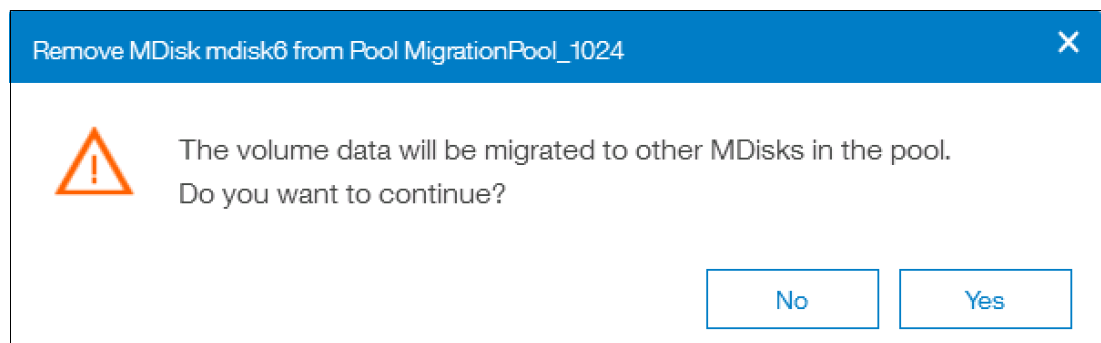 Remove MDisk mdisk6 from Pool MigrationPool_1024
The volume data will be migrated to other MDisks in the pool.
Do you want to continue?
No
Yes